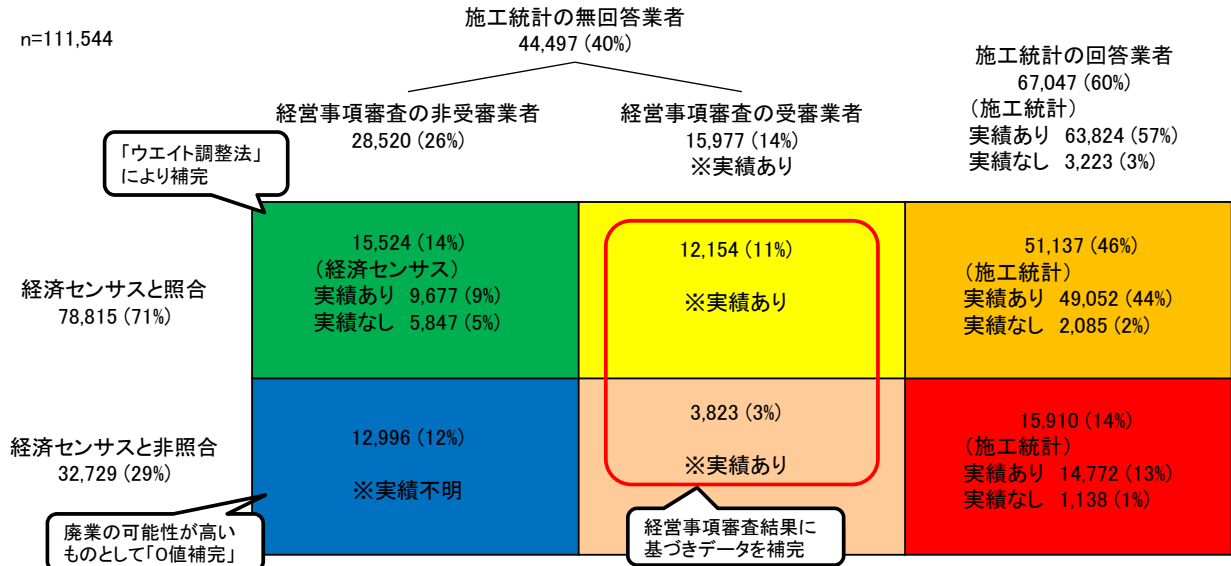 n=111,544
施工統計の無回答業者
44,497 (40%)
経営事項審査の非受審業者
28,520 (26%)
経営事項審査の受審業者
15,977 (14%)
※実績あり
施工統計の回答業者
67,047 (60%)
(施工統計)
実績あり 63,824 (57%)
実績なし 3,223 (3%)
「ウエイト調整法」
により補完
経済センサスと照合
78,815 (71%)
15,524 (14%)
(経済センサス)
実績あり 9,677 (9%)
実績なし 5,847 (5%)
12,154 (11%)
※実績あり
51,137 (46%)
(施工統計)
実績あり 49,052 (44%)
実績なし 2,085 (2%)
経済センサスと非照合
32,729 (29%)
12,996 (12%)
※実績不明
3,823 (3%)
※実績あり
15,910 (14%)
(施工統計)
実績あり 14,772 (13%)
実績なし 1,138 (1%)
廃業の可能性が高い
ものとして「0値補完」
経営事項審査結果に
基づきデータを補完